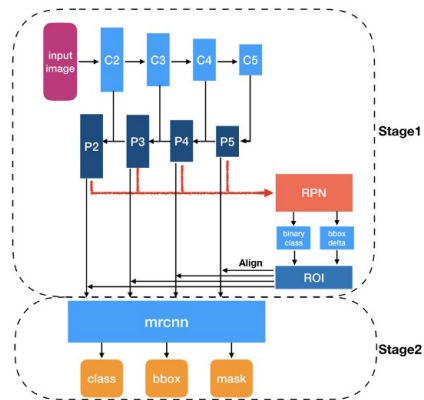 input
image
C2
C3
C4
C5
Stage1
P2
P3
P4
P5
RPN
binary
class
bbox
delta
Align
ROI
mrcnn
Stage2
class
bbox
mask